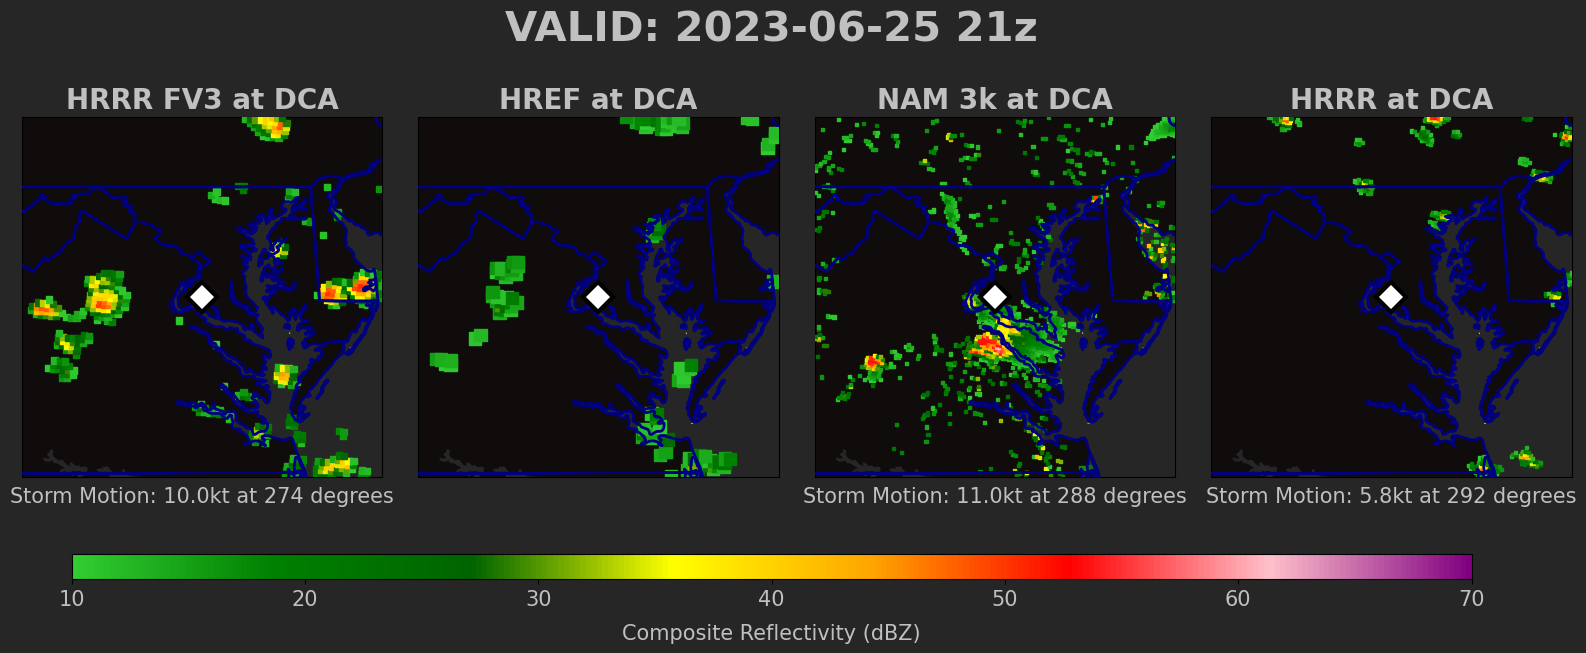 VALID: 2023-06-25 21z
HRRR FV3 at DCA
HREF at DCA
NAM 3k at DCA
HRRR at DCA
Storm Motion: 10.0kt at 274 degrees
Storm Motion: 11.0kt at 288 degrees
Storm Motion: 5.8kt at 292 degrees
10 20 30 40 50 60 70
Composite Reflectivity (dBZ)